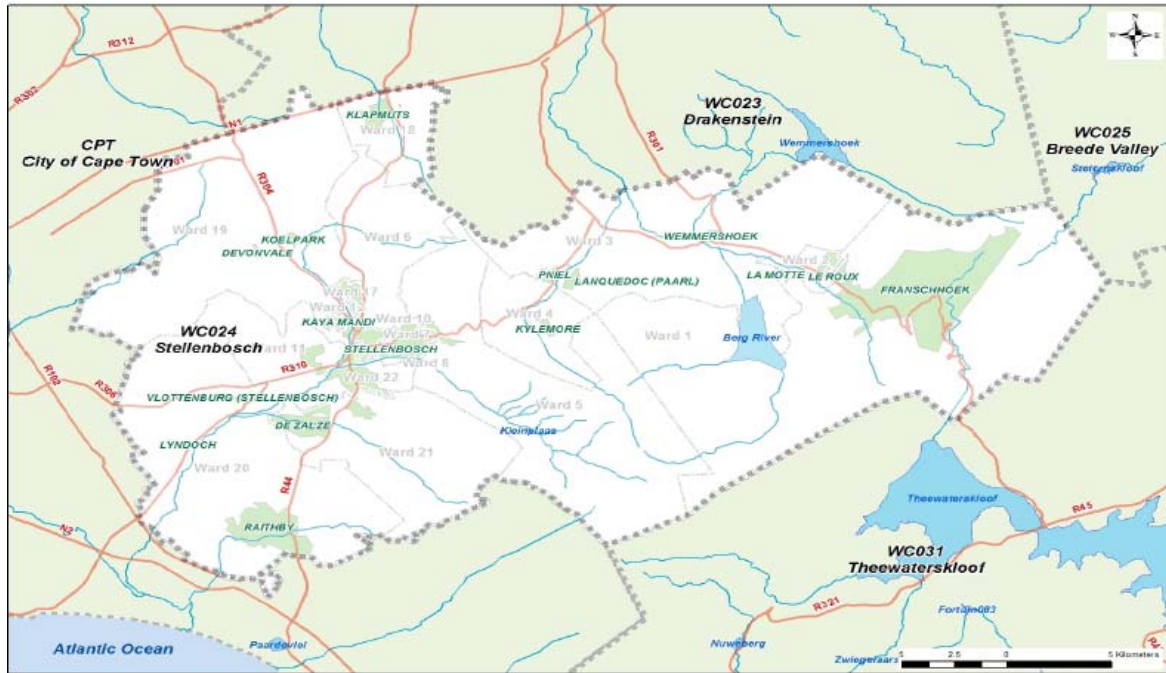 R312
R302
N1
R304
R301
KLAPMUTS
Ward 18
WC023
Drakenstein
Wemmershoek
WC025
Breede Valley
CPT
City of Cape Town
Ward 19
KOELPARK
DEVONVALE
Ward 6
Ward 3
WEMMERSHOEK
PNIEL
LANQUEDOC (PAARL)
Ward 2
LA MOTTE
LE ROUX
FRANSCHHOEK
Ward 17
KAYA MANDI
Ward 10
Ward 7
Ward 4
KYLEMORE
Ward 1
Berg River
WC024
Stellenbosch
Ward 11
STELLENBOSCH
Ward 8
R310
Ward 22
R102
VLOTTENBURG (STELLENBOSCH)
Ward 5
Kleinplaas
DE ZALZE
LYNDOCH
Ward 20
Ward 21
R44
RAITHBY
N2
Theewaterskloof
R45
WC031
Theewaterskloof
R321
Atlantic Ocean
Paardevlei
Nuweberg
5
2.5
0
5 Kilometers
N
W
E
S